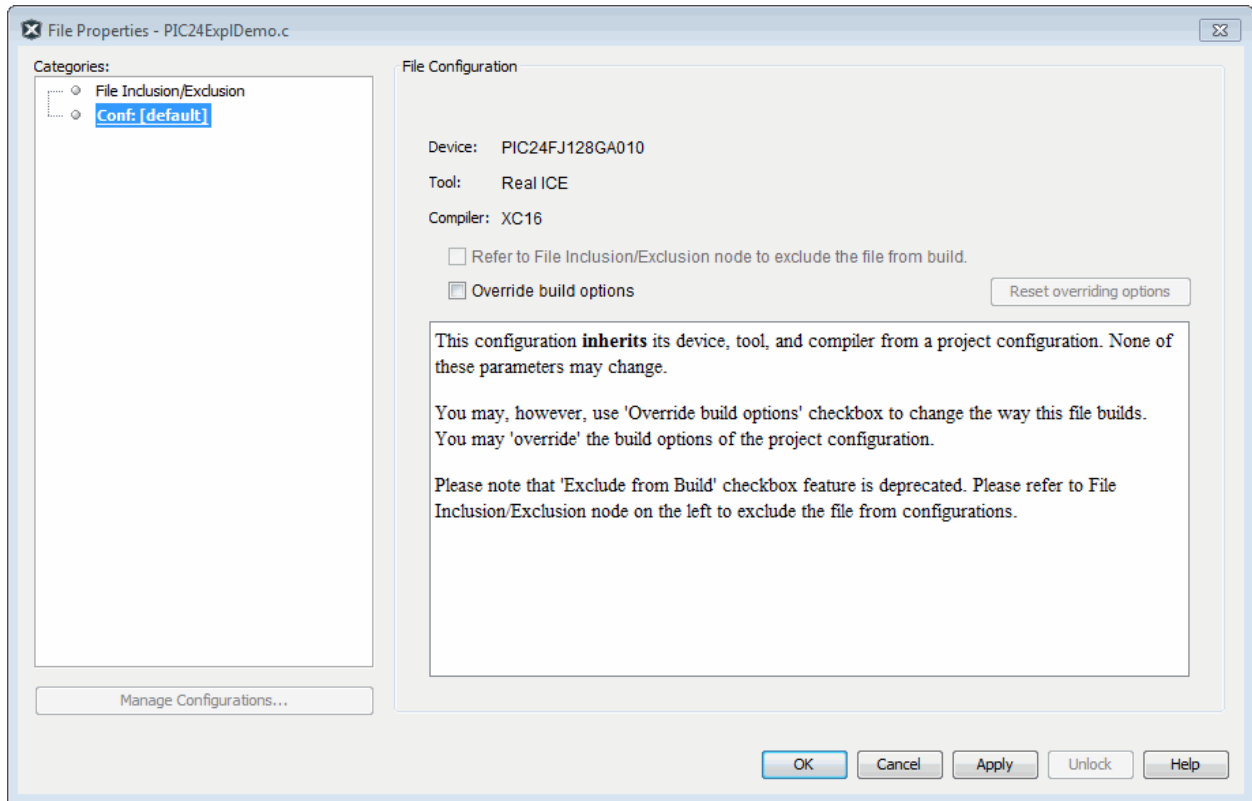 File Properties - PIC24ExplDemo.c
Categories:
File Inclusion/Exclusion
Conf: [default]
Manage Configurations...
File Configuration
Device: PIC24FJ128GA010
Tool: Real ICE
Compiler: XC16
Refer to File Inclusion/Exclusion node to exclude the file from build.
Override build options
Reset overriding options
This configuration inherits its device, tool, and compiler from a project configuration. None of
these parameters may change.
You may, however, use 'Override build options' checkbox to change the way this file builds.
You may 'override' the build options of the project configuration.
Please note that 'Exclude from Build' checkbox feature is deprecated. Please refer to File
Inclusion/Exclusion node on the left to exclude the file from configurations.
OK
Cancel
Apply
Unlock
Help